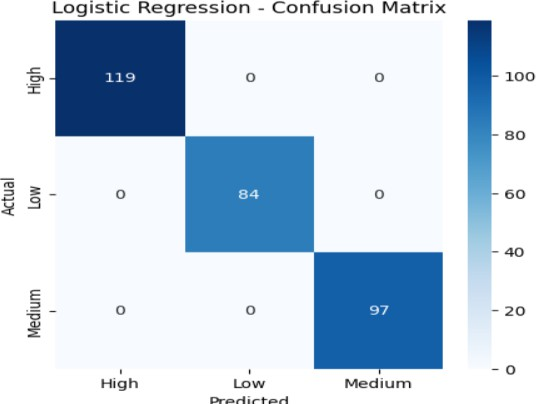 Logistic Regression - Confusion Matrix
High 119 0 0 100
80
Actual Low 0 84 0 60
40
Medium 0 0 97 20
0
High Low Medium
Predicted